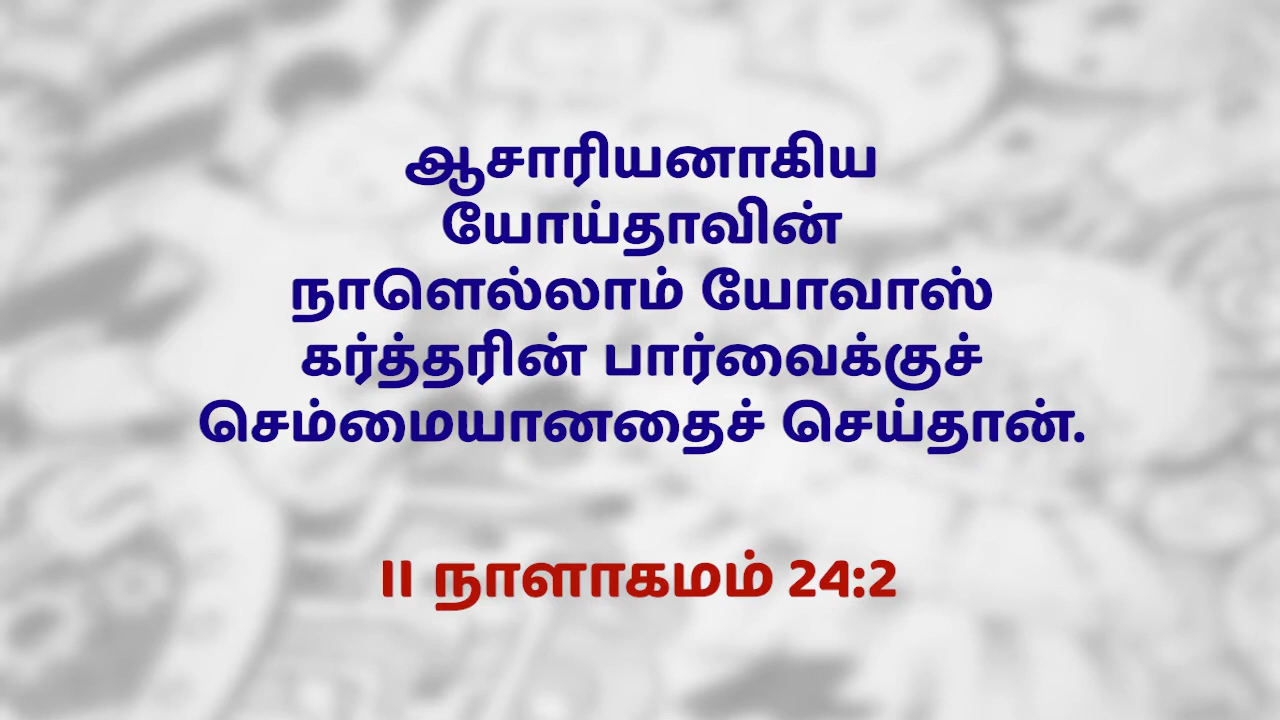 ஆசாரியனாகிய
யோய்தாவின்
நாளெல்லாம் யோவாஸ்
கர்த்தரின் பார்வைக்குச்
செம்மையானதைச் செய்தான்.
II நாளாகமம் 24:2